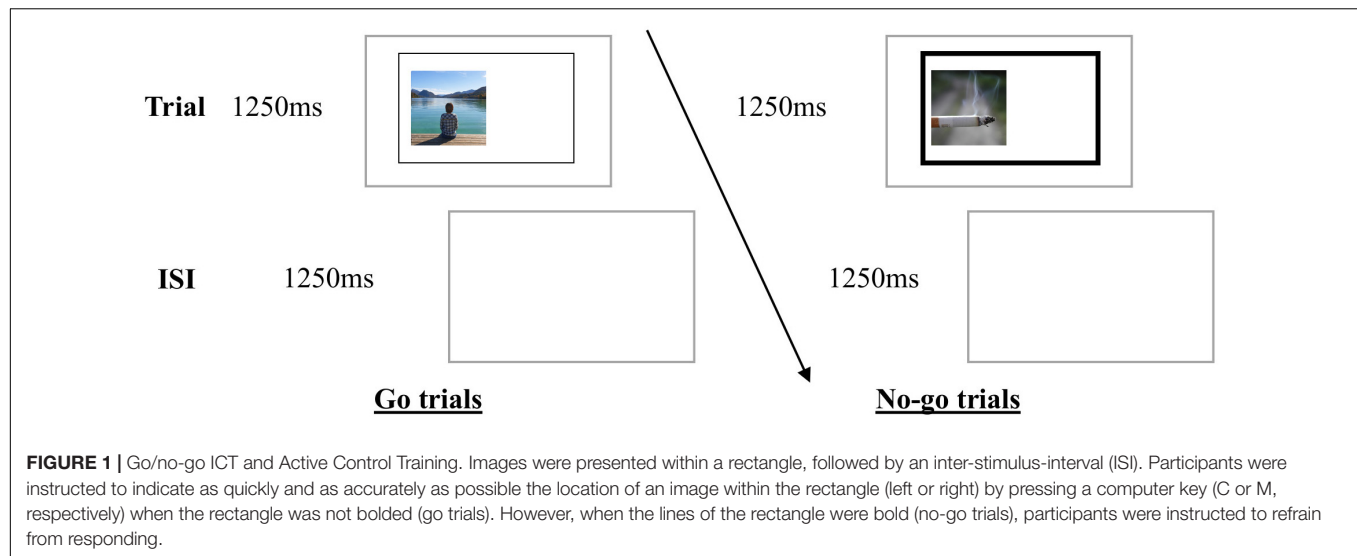 Trial 1250ms 1250ms
ISI 1250ms 1250ms
Go trials No-go trials
FIGURE 1 | Go/no-go ICT and Active Control Training. Images were presented within a rectangle, followed by an inter-stimulus-interval (ISI). Participants were
instructed to indicate as quickly and as accurately as possible the location of an image within the rectangle (left or right) by pressing a computer key (C or M,
respectively) when the rectangle was not bolded (go trials). However, when the lines of the rectangle were bold (no-go trials), participants were instructed to refrain
from responding.